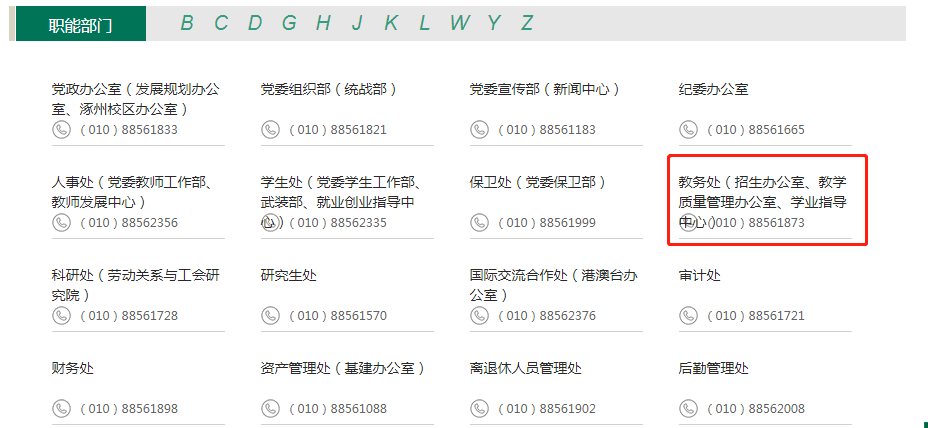 职能部门 B C D G H J K L W Y Z
党政办公室（发展规划办公
室、涿州校区办公室）
（010）88561833
党委组织部（统战部）
（010）88561821
党委宣传部（新闻中心）
（010）88561183
纪委办公室
（010）88561665
人事处（党委教师工作部、
教师发展中心）
（010）88562356
学生处（党委学生工作部、
武装部、就业创业指导中
心）
（010）88562335
保卫处（党委保卫部）
（010）88561999
教务处（招生办公室、教学
质量管理办公室、学业指导
中心）
（010）88561873
科研处（劳动关系与工会研
究院）
（010）88561728
研究生处
（010）88561570
国际交流合作处（港澳台办
公室）
（010）88562376
审计处
（010）88561721
财务处
（010）88561898
资产管理处（基建办公室）
（010）88561088
离退休人员管理处
（010）88561902
后勤管理处
（010）88562008